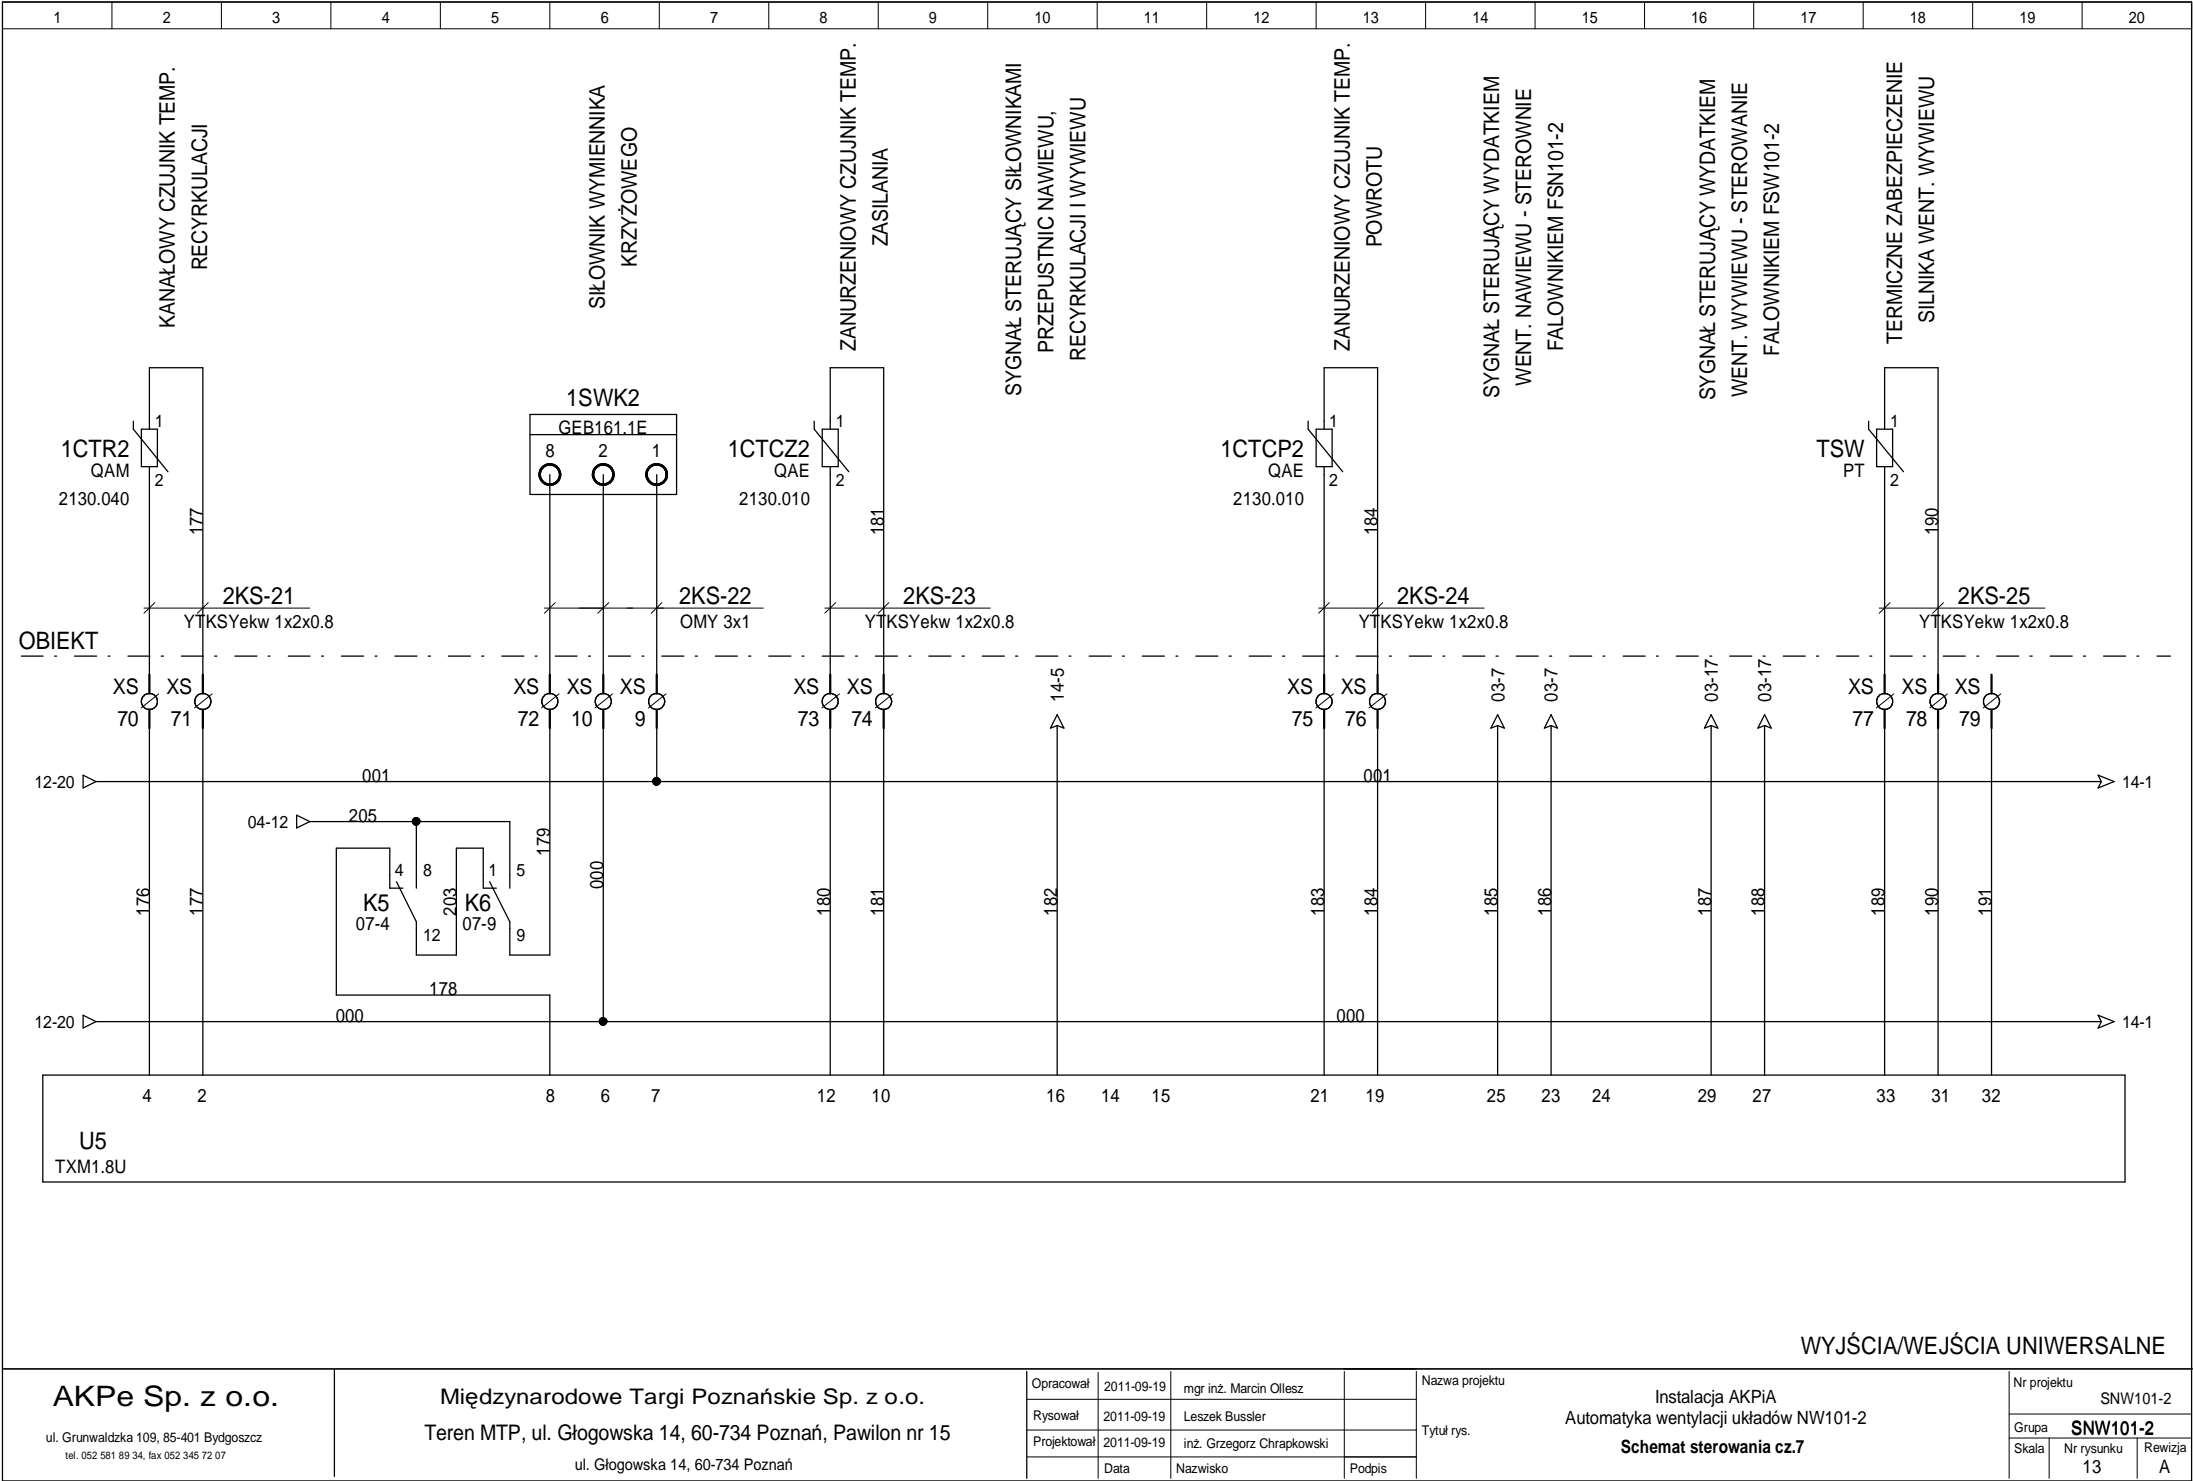 1 2 3 4 5 6 7 8 9 10 11 12 13 14 15 16 17 18 19 20
KANAŁOWY CZUJNIK TEMP.
RECYRKULACJI
SIŁOWNIK WYMIENNIKA
KRZYŻOWEGO
ZANURZENIOWY CZUJNIK TEMP.
ZASILANIA
SYGNAŁ STERUJĄCY SIŁOWNIKAMI
PRZEPUSTNIC NAWIEWU,
RECYRKULACJI I WYWIEWU
ZANURZENIOWY CZUJNIK TEMP.
POWROTU
SYGNAŁ STERUJĄCY WYDATKIEM
WENT. NAWIEWU - STEROWNIE
FALOWNIKIEM FSN101-2
SYGNAŁ STERUJĄCY WYDATKIEM
WENT. WYWIEWU - STEROWANIE
FALOWNIKIEM FSW101-2
TERMICZNE ZABEZPIECZENIE
SILNIKA WENT. WYWIEWU
1CTR2
QAM
2130.040
1
2
177
1SWK2
GEB161.1E
8 2 1
1CTCZ2
QAE
2130.010
1
2
181
1CTCP2
QAE
2130.010
1
2
184
TSW
PT
1
2
190
2KS-21
YTKSYekw 1x2x0.8
2KS-22
OMY 3x1
2KS-23
YTKSYekw 1x2x0.8
2KS-24
YTKSYekw 1x2x0.8
2KS-25
YTKSYekw 1x2x0.8
OBIEKT
XS XS XS XS XS XS XS XS XS XS XS XS
70 71 72 10 9 73 74 75 76 77 78 79
14-5 03-7 03-7 03-17 03-17
12-20 001 001 14-1
04-12 205
179
000
4 8
K5
07-4
12
203
1 5
K6
07-9
9
178
176 177 180 181 182 183 184 185 186 187 188 189 190 191
12-20 000 000 14-1
4 2 8 6 7 12 10 16 14 15 21 19 25 23 24 29 27 33 31 32
U5
TXM1.8U
WYJŚCIA/WEJŚCIA UNIWERSALNE
AKPe Sp. z o.o.
ul. Grunwaldzka 109, 85-401 Bydgoszcz
tel. 052 581 89 34, fax 052 345 72 07
Międzynarodowe Targi Poznańskie Sp. z o.o.
Teren MTP, ul. Głogowska 14, 60-734 Poznań, Pawilon nr 15
ul. Głogowska 14, 60-734 Poznań
Opracował 2011-09-19 mgr inż. Marcin Ollesz
Rysował 2011-09-19 Leszek Bussler
Projektował 2011-09-19 inż. Grzegorz Chrapkowski
Data Nazwisko Podpis
Nazwa projektu
Instalacja AKPiA
Automatyka wentylacji układów NW101-2
Tytuł rys.
Schemat sterowania cz.7
Nr projektu
SNW101-2
Grupa SNW101-2
Skala Nr rysunku Rewizja
13 A